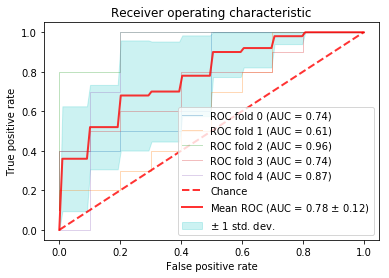 Receiver operating characteristic
True positive rate
1.0
0.8
0.6
0.4
0.2
0.0
ROC fold 0 (AUC = 0.74)
ROC fold 1 (AUC = 0.61)
ROC fold 2 (AUC = 0.96)
ROC fold 3 (AUC = 0.74)
ROC fold 4 (AUC = 0.87)
Chance
Mean ROC (AUC = 0.78 ± 0.12)
± 1 std. dev.
0.0 0.2 0.4 0.6 0.8 1.0
False positive rate